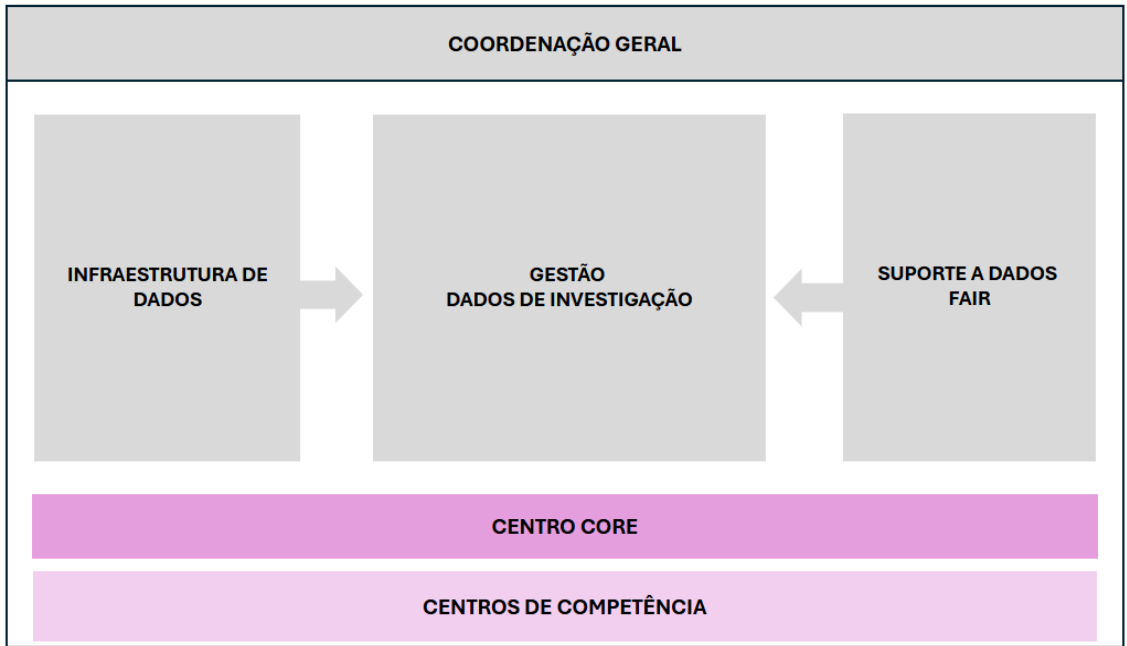 COORDENAÇÃO GERAL
INFRAESTRUTURA DE
DADOS
GESTÃO
DADOS DE INVESTIGAÇÃO
SUPORTE A DADOS
FAIR
CENTRO CORE
CENTROS DE COMPETÊNCIA